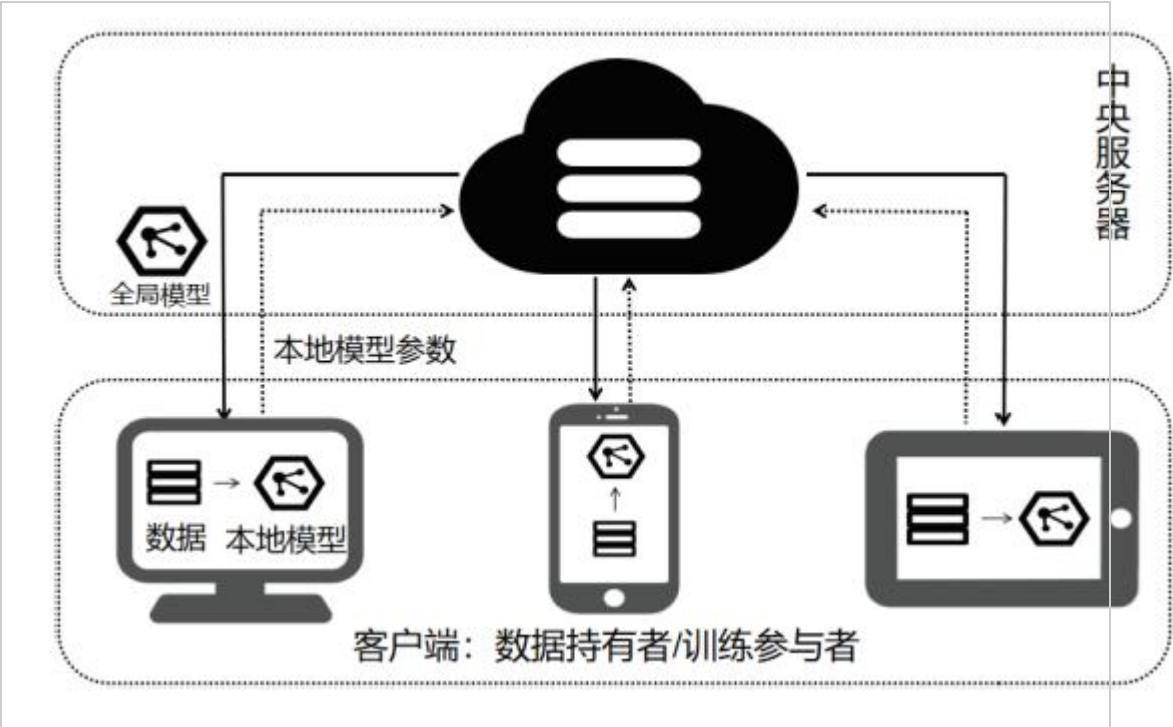 中央服务器
全局模型
本地模型参数
数据
本地模型
客户端：数据持有者/训练参与者